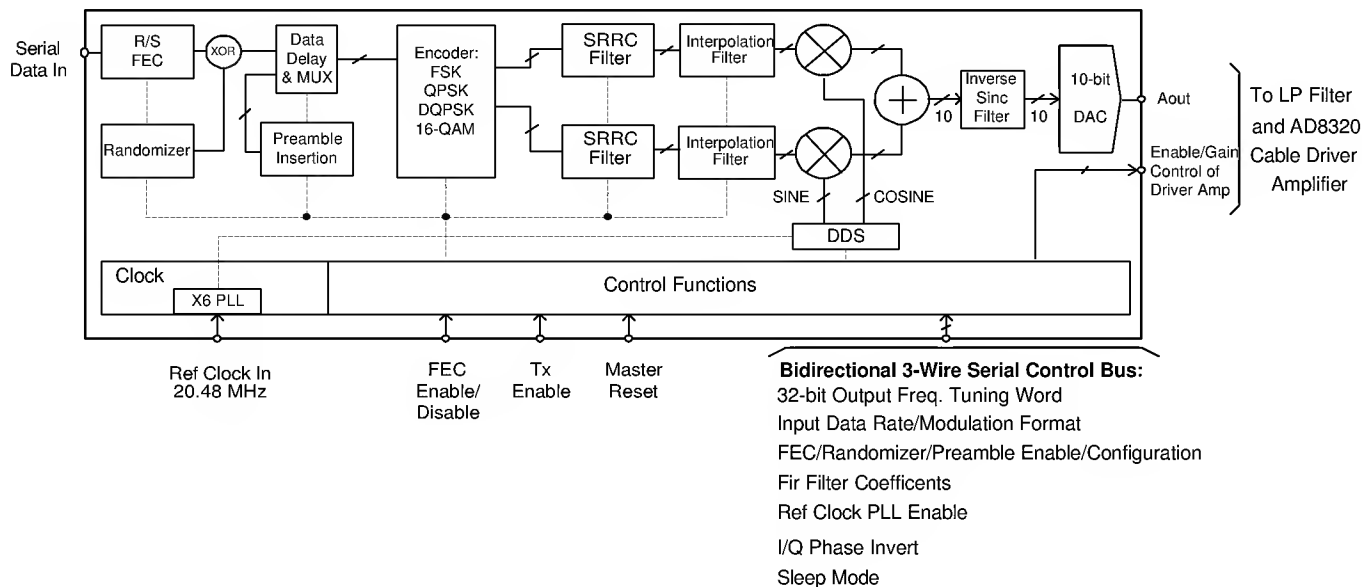 Serial
Data In
R/S
FEC
XOR
Data
Delay
& MUX
Randomizer
Preamble
Insertion
Encoder:
FSK
QPSK
DQPSK
16-QAM
SRRC
Filter
Interpolation
Filter
SRRC
Filter
Interpolation
Filter
SINE
COSINE
DDS
10
Inverse
Sinc
Filter
10
10-bit
DAC
Aout
Enable/Gain
Control of
Driver Amp
To LP Filter
and AD8320
Cable Driver
Amplifier
Clock
X6 PLL
Control Functions
Ref Clock In
20.48 MHz
FEC
Enable/
Disable
Tx
Enable
Master
Reset
Bidirectional 3-Wire Serial Control Bus:
32-bit Output Freq. Tuning Word
Input Data Rate/Modulation Format
FEC/Randomizer/Preamble Enable/Configuration
Fir Filter Coefficents
Ref Clock PLL Enable
I/Q Phase Invert
Sleep Mode